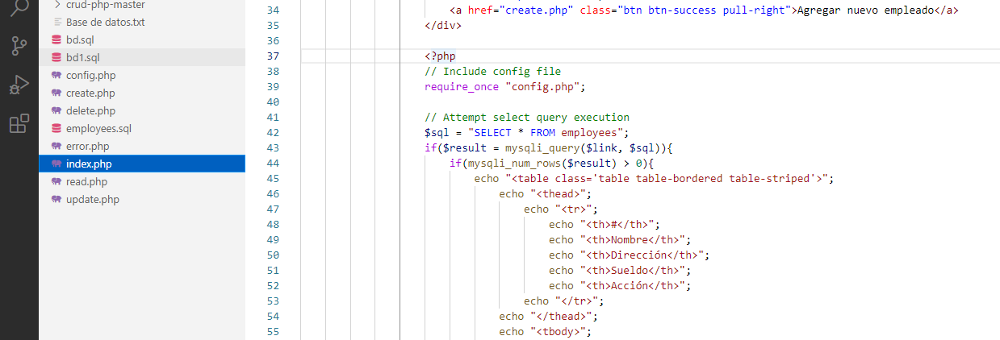 crud-php-master
Base de datos.txt
bd.sql
bd1.sql
config.php
create.php
delete.php
employees.sql
error.php
index.php
read.php
update.php
34 <a href="create.php" class="btn btn-success pull-right">Agregar nuevo empleado</a>
35 </div>
36
37 <?php
38 // Include config file
39 require_once "config.php";
40
41 // Attempt select query execution
42 $sql = "SELECT * FROM employees";
43 if($result = mysqli_query($link, $sql)){
44 if(mysqli_num_rows($result) > 0){
45 echo "<table class='table table-bordered table-striped'>";
46 echo "<thead>";
47 echo "<tr>";
48 echo "<th>#</th>";
49 echo "<th>Nombre</th>";
50 echo "<th>Dirección</th>";
51 echo "<th>Sueldo</th>";
52 echo "<th>Acción</th>";
53 echo "</tr>";
54 echo "</thead>";
55 echo "<tbody>";